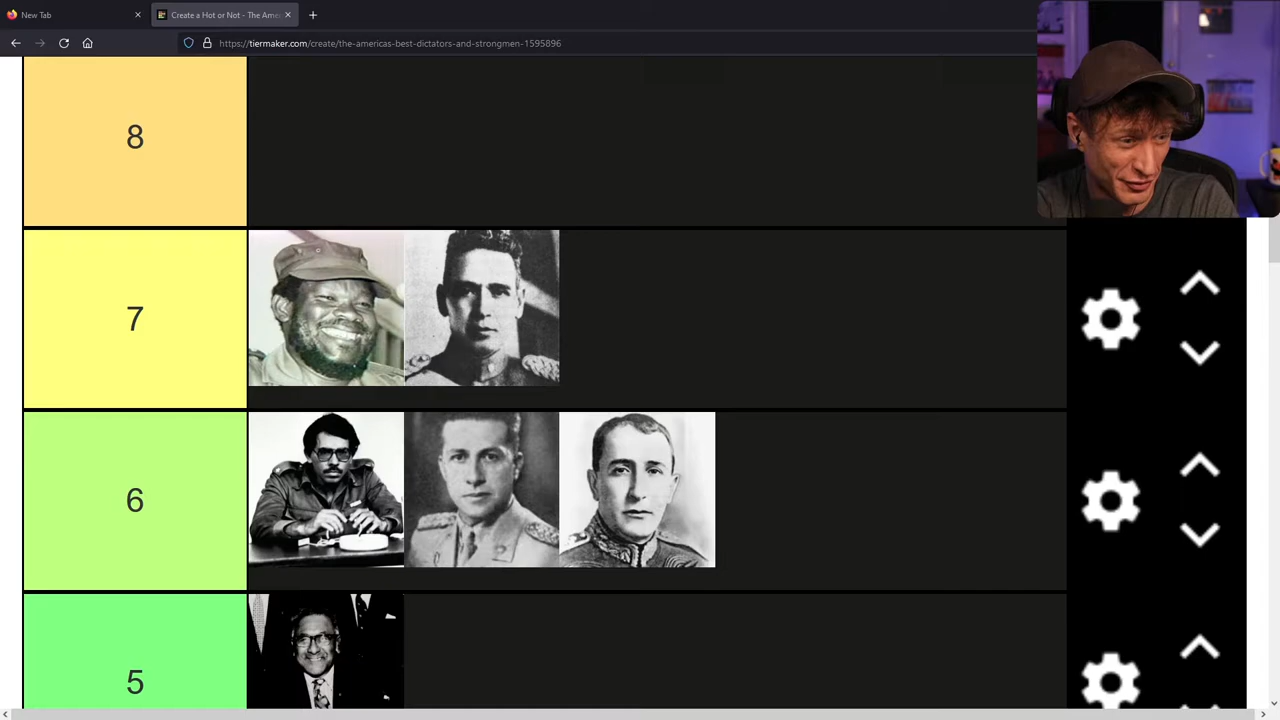 New Tab
Create a Hot or Not - The Ame
https://tiermaker.com/create/the-americas-best-dictators-and-strongmen-1595896
8
7
6
5